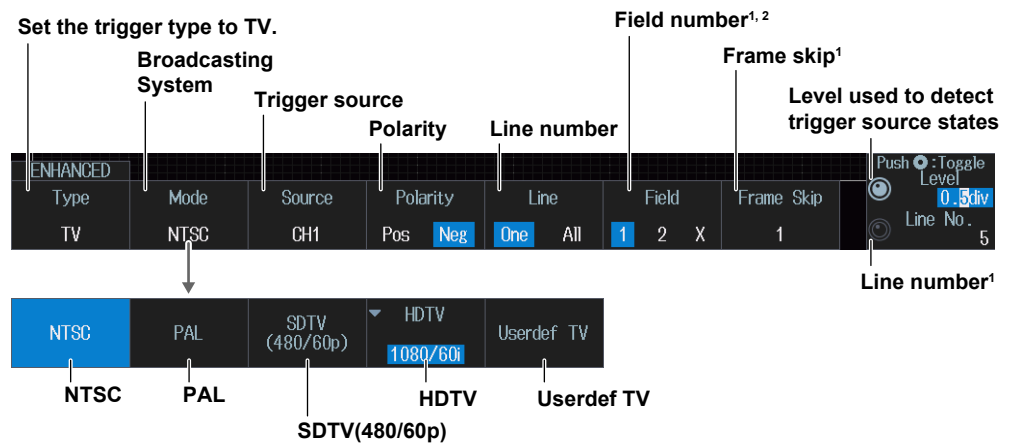 Set the trigger type to TV.
Broadcasting
System
Trigger source
Polarity
Line number
Field number1, 2
Frame skip1
Level used to detect
trigger source states
ENHANCED
Type
TV
Mode
NTSC
Source
CH1
Polarity
Pos Neg
Line
One All
Field
1 2 X
Frame Skip
1
Push :Toggle
Level
0.5div
Line No.
5
Line number1
NTSC
PAL
SDTV
(480/60p)
HDTV
1080/60i
Userdef TV
NTSC
PAL
SDTV(480/60p)
HDTV
Userdef TV